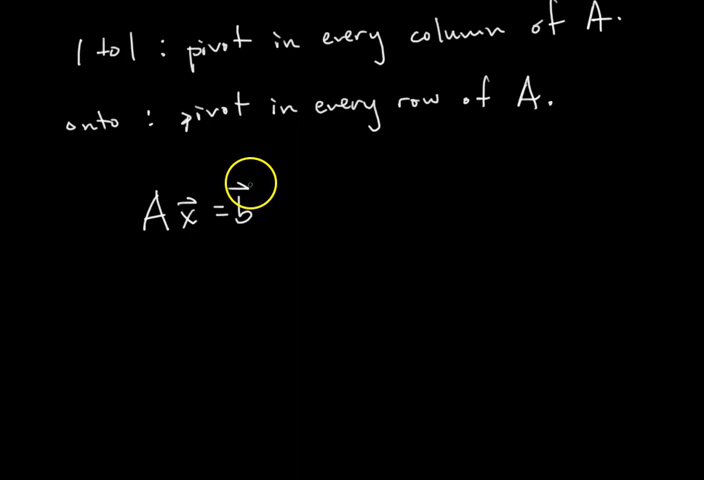 1 to 1 : pivot in every column of A.
onto : pivot in every row of A.
A x⃗ = b⃗